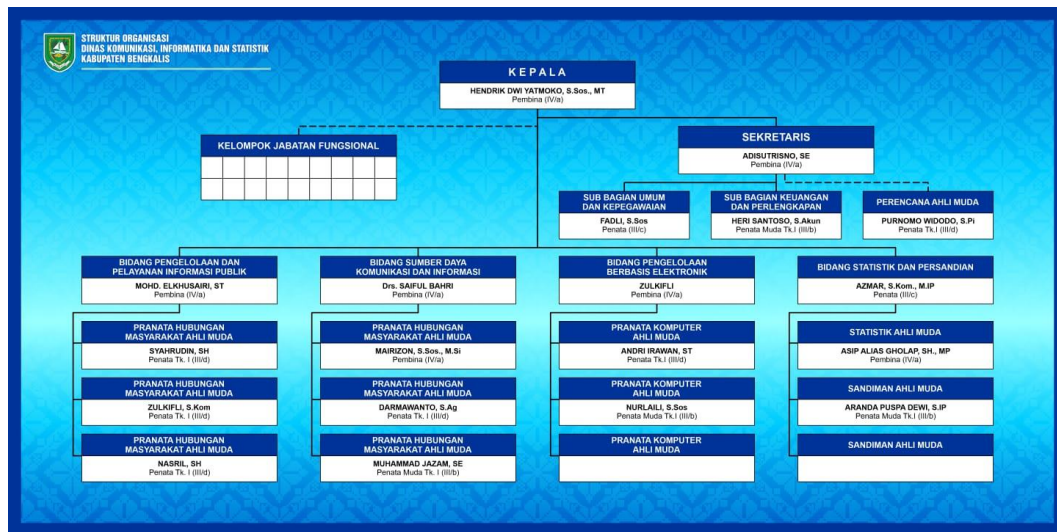 STRUKTUR ORGANISASI
DINAS KOMUNIKASI, INFORMATIKA DAN STATISTIK
KABUPATEN BENGKALIS
KEPALA
HENDRIK DWI YATMOKO, S.Sos., MT
Pembina (IV/a)
KELOMPOK JABATAN FUNGSIONAL
SEKRETARIS
ADISUTRISNO, SE
Pembina (IV/a)
SUB BAGIAN UMUM
DAN KEPEGAWAIAN
FADLI, S.Sos
Penata (III/c)
SUB BAGIAN KEUANGAN
DAN PERLENGKAPAN
HERI SANTOSO, S.Akun
Penata Muda Tk.I (III/b)
PERENCANA AHLI MUDA
PURNOMO WIDODO, S.Pi
Penata Tk.I (III/d)
BIDANG PENGELOLAAN DAN
PELAYANAN INFORMASI PUBLIK
MOHD. ELKHUSAIRI, ST
Pembina (IV/a)
PRANATA HUBUNGAN
MASYARAKAT AHLI MUDA
SYAHRUDIN, SH
Penata Tk. I (III/d)
PRANATA HUBUNGAN
MASYARAKAT AHLI MUDA
ZULKIFLI, S.Kom
Penata Tk. I (III/d)
PRANATA HUBUNGAN
MASYARAKAT AHLI MUDA
NASRIL, SH
Penata Tk. I (III/d)
BIDANG SUMBER DAYA
KOMUNIKASI DAN INFORMASI
Drs. SAIFUL BAHRI
Pembina (IV/a)
PRANATA HUBUNGAN
MASYARAKAT AHLI MUDA
MAIRIZON, S.Sos, M.Si
Pembina (IV/a)
PRANATA HUBUNGAN
MASYARAKAT AHLI MUDA
DARMAWANTO, S.Ag
Penata Tk. I (III/d)
PRANATA HUBUNGAN
MASYARAKAT AHLI MUDA
MUHAMMAD JAZAM, SE
Penata Muda Tk. I (III/b)
BIDANG PENGELOLAAN
BERBASIS ELEKTRONIK
ZULKIFLI
Pembina (IV/a)
PRANATA KOMPUTER
AHLI MUDA
ANDRI IRAWAN, ST
Penata Tk.I (III/d)
PRANATA KOMPUTER
AHLI MUDA
NURLAILI, S.Sos
Penata Muda Tk.I (III/b)
PRANATA KOMPUTER
AHLI MUDA
BIDANG STATISTIK DAN PERSANDIAN
AZMAR, S.Kom., M.IP
Penata (III/c)
STATISTIK AHLI MUDA
ASIP ALIAS GHOLAP, SH., MP
Pembina (IV/a)
SANDIMAN AHLI MUDA
ARANDA PUSPA DEWI, S.IP
Penata Muda Tk.I (III/b)
SANDIMAN AHLI MUDA